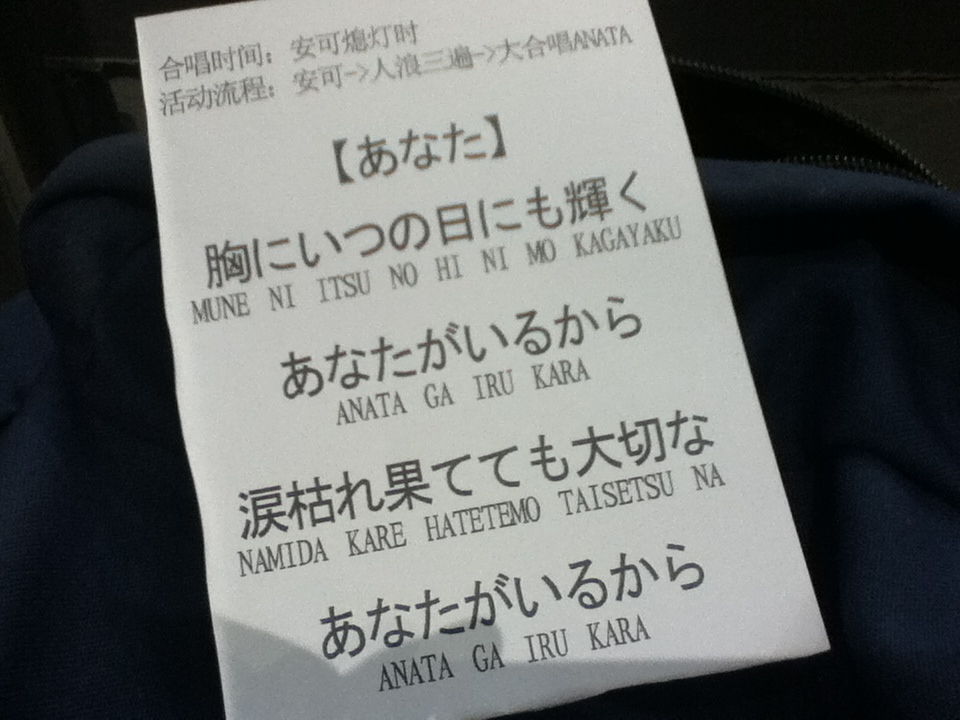 合唱时间：安可熄灯时
活动流程：安可->人浪三遍->大合唱ANATA
【あなた】
胸にいつの日にも輝く
MUNE NI ITSU NO HI NI MO KAGAYAKU
あなたがいるから
ANATA GA IRU KARA
涙枯れ果てても大切な
NAMIDA KARE HATETEMO TAISETSU NA
あなたがいるから
ANATA GA IRU KARA